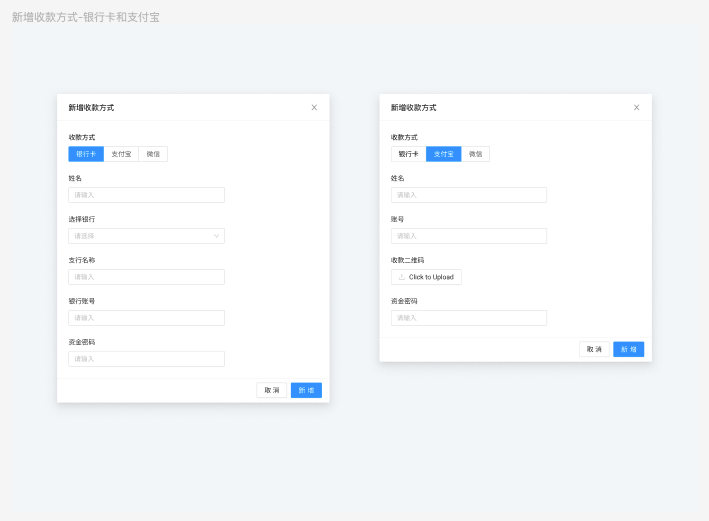 新增收款方式-银行卡和支付宝
新增收款方式
收款方式
银行卡 支付宝 微信
姓名
请输入
选择银行
请选择
支行名称
请输入
银行账号
请输入
资金密码
请输入
取 消 新 增
新增收款方式
收款方式
银行卡 支付宝 微信
姓名
请输入
账号
请输入
收款二维码
Click to Upload
资金密码
请输入
取 消 新 增